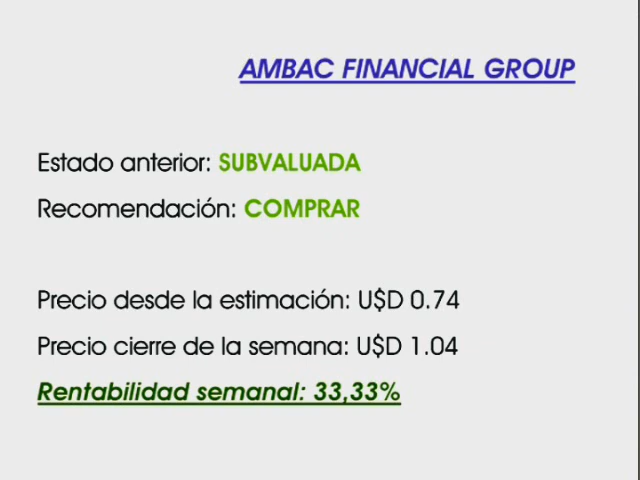 AMBAC FINANCIAL GROUP
Estado anterior: SUBVALUADA
Recomendación: COMPRAR
Precio desde la estimación: U$D 0.74
Precio cierre de la semana: U$D 1.04
Rentabilidad semanal: 33,33%